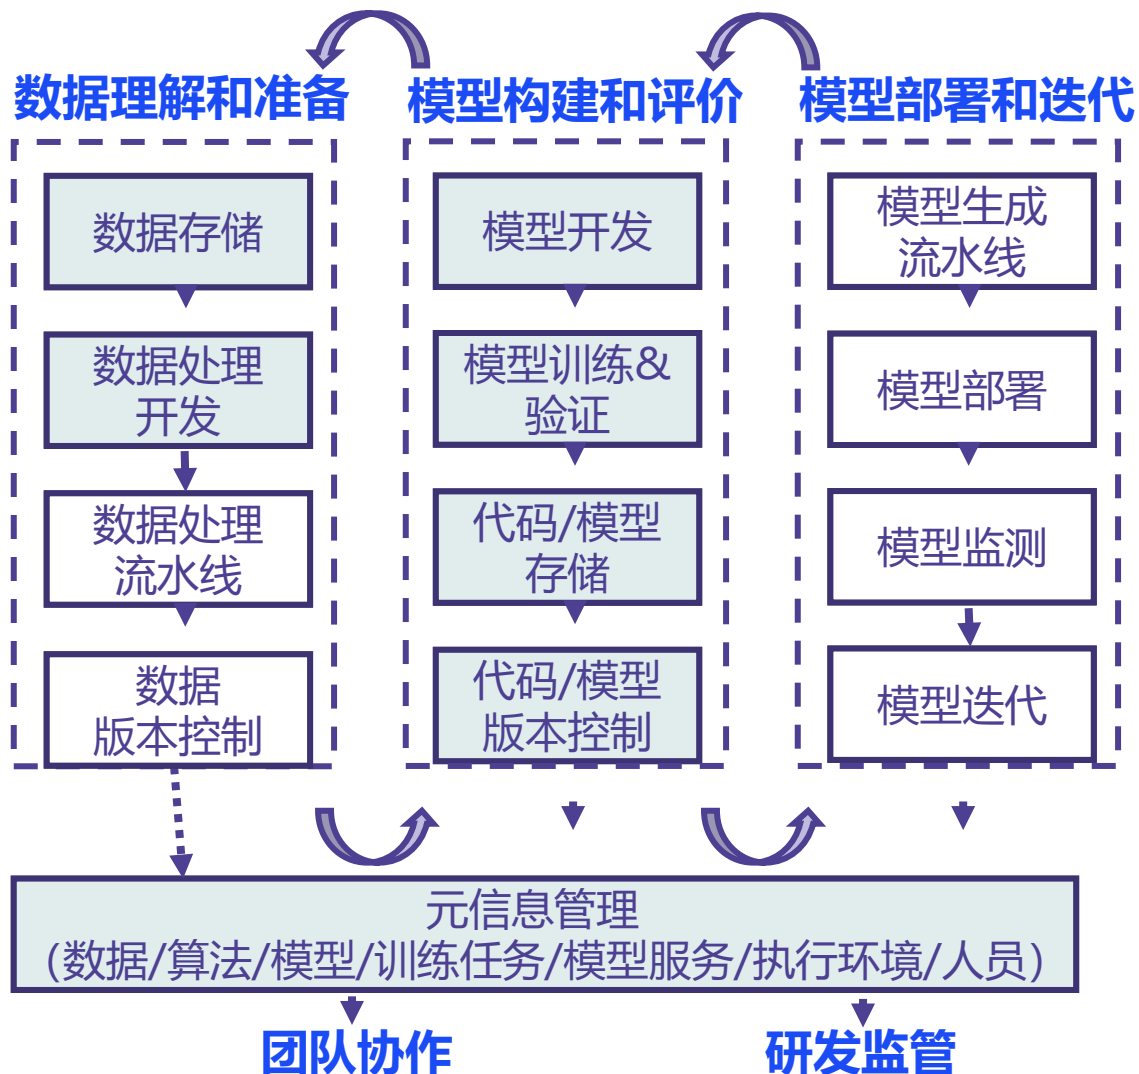 数据理解和准备
数据存储
数据处理
开发
数据处理
流水线
数据
版本控制
模型构建和评价
模型开发
模型训练&
验证
代码/模型
存储
代码/模型
版本控制
模型部署和迭代
模型生成
流水线
模型部署
模型监测
模型迭代
元信息管理
（数据/算法/模型/训练任务/模型服务/执行环境/人员）
团队协作
研发监管